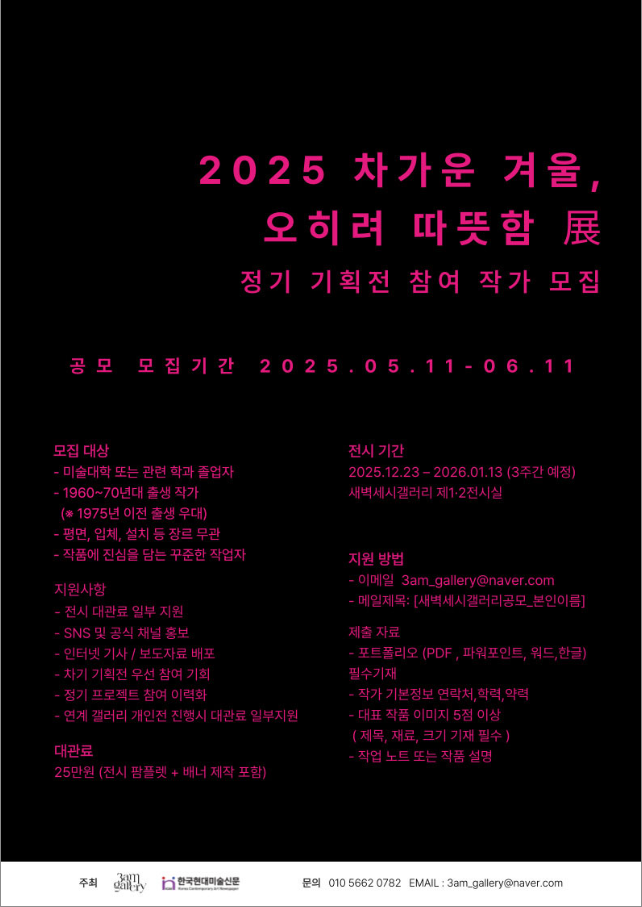 2025 차가운 겨울,
오히려 따뜻함 展
정기 기획전 참여 작가 모집
공모 모집기간 2025.05.11-06.11
모집 대상
- 미술대학 또는 관련 학과 졸업자
- 1960~70년대 출생 작가
(※ 1975년 이전 출생 우대)
- 평면, 입체, 설치 등 장르 무관
- 작품에 진심을 담는 꾸준한 작업자
지원사항
- 전시 대관료 일부 지원
- SNS 및 공식 채널 홍보
- 인터넷 기사 / 보도자료 배포
- 차기 기획전 우선 참여 기회
- 정기 프로젝트 참여 이력화
- 연계 갤러리 개인전 진행시 대관료 일부지원
대관료
25만원 (전시 팜플렛 + 배너 제작 포함)
전시 기간
2025.12.23 – 2026.01.13 (3주간 예정)
새벽세시갤러리 제1·2전시실
지원 방법
- 이메일 3am_gallery@naver.com
- 메일제목: [새벽세시갤러리공모_본인이름]
제출 자료
- 포트폴리오 (PDF , 파워포인트, 워드,한글)
필수기재
- 작가 기본정보 연락처,학력,약력
- 대표 작품 이미지 5점 이상
( 제목, 재료, 크기 기재 필수 )
- 작업 노트 또는 작품 설명
주최
3am
gallery
한국현대미술신문
Korea Contemporary Art Newspaper
문의 010 5662 0782 EMAIL : 3am_gallery@naver.com